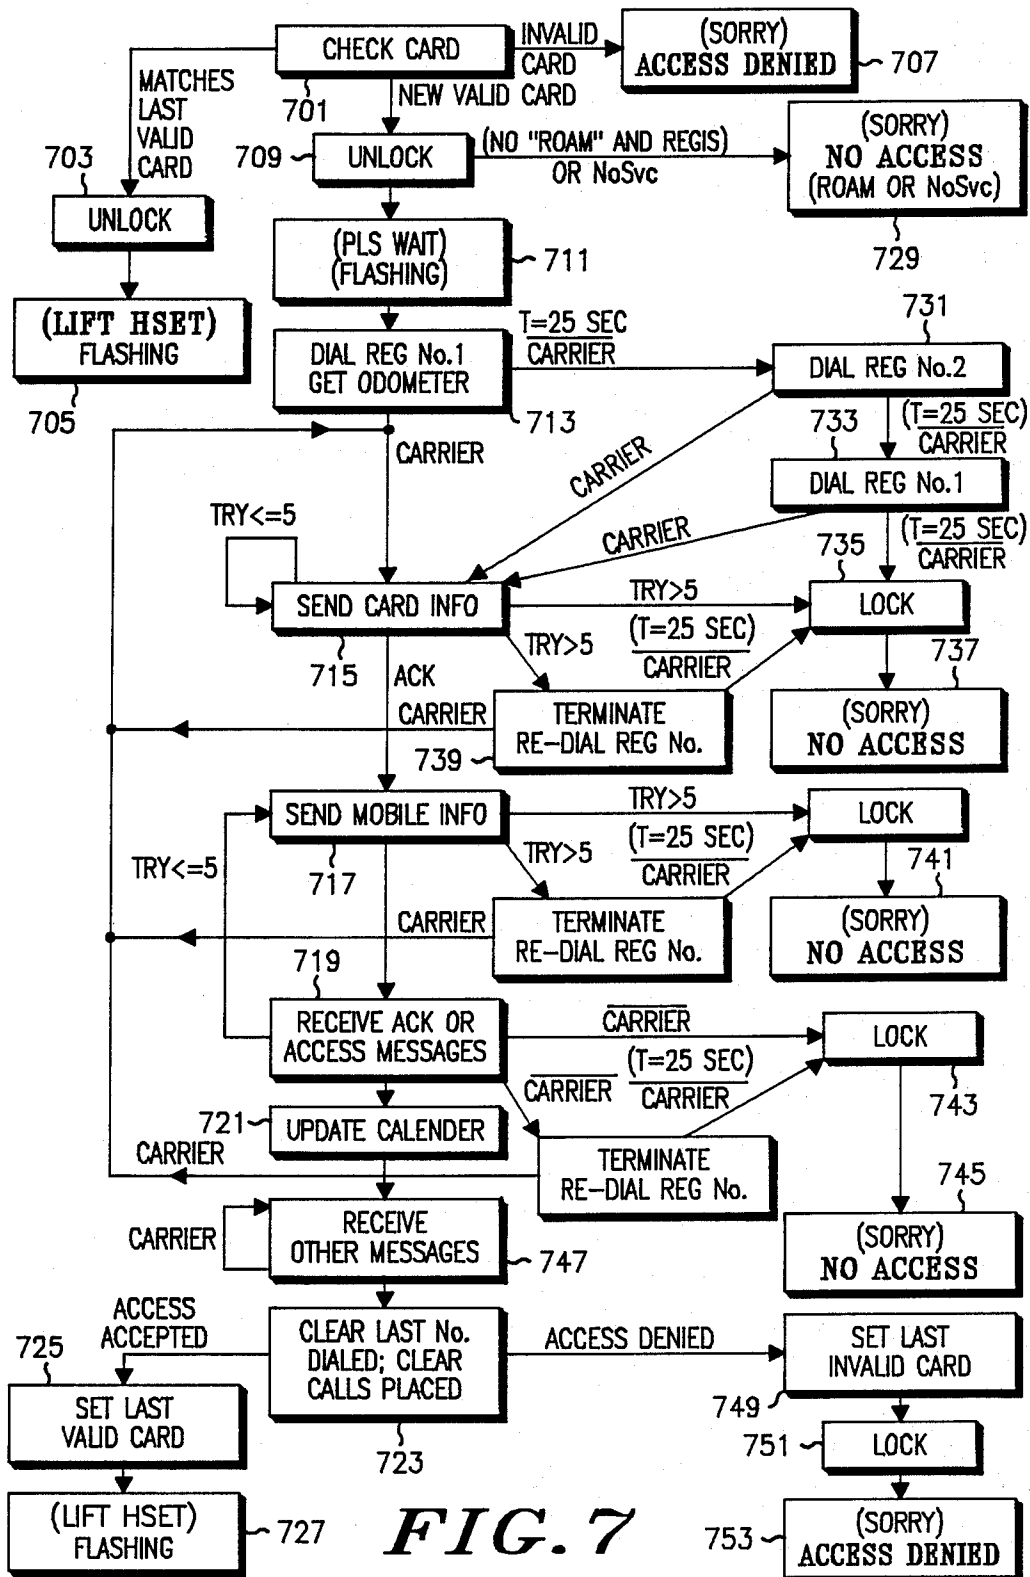 CHECK CARD
701
INVALID
CARD
(SORRY)
ACCESS DENIED
707
MATCHES
LAST
VALID
CARD
NEW VALID CARD
703
UNLOCK
709
UNLOCK
(NO "ROAM" AND REGIS)
OR NoSvc
(SORRY)
NO ACCESS
(ROAM OR NoSvc)
729
(PLS WAIT)
(FLASHING)
711
(LIFT HSET)
FLASHING
705
DIAL REG No.1
GET ODOMETER
713
T=25 SEC
CARRIER
731
DIAL REG No.2
CARRIER
CARRIER
733
(T=25 SEC)
CARRIER
DIAL REG No.1
TRY<=5
CARRIER
735
(T=25 SEC)
CARRIER
SEND CARD INFO
715
TRY>5
LOCK
TRY>5
(T=25 SEC)
CARRIER
737
ACK
CARRIER
TERMINATE
RE-DIAL REG No.
739
(SORRY)
NO ACCESS
SEND MOBILE INFO
717
TRY>5
LOCK
TRY<=5
TRY>5
(T=25 SEC)
CARRIER
741
CARRIER
TERMINATE
RE-DIAL REG No.
(SORRY)
NO ACCESS
719
RECEIVE ACK OR
ACCESS MESSAGES
CARRIER
LOCK
743
CARRIER
(T=25 SEC)
CARRIER
721
UPDATE CALENDER
CARRIER
TERMINATE
RE-DIAL REG No.
745
(SORRY)
NO ACCESS
CARRIER
RECEIVE
OTHER MESSAGES
747
ACCESS
ACCEPTED
CLEAR LAST No.
DIALED; CLEAR
CALLS PLACED
723
ACCESS DENIED
SET LAST
INVALID CARD
749
725
SET LAST
VALID CARD
751
LOCK
(LIFT HSET)
FLASHING
727
753
(SORRY)
ACCESS DENIED
FIG. 7